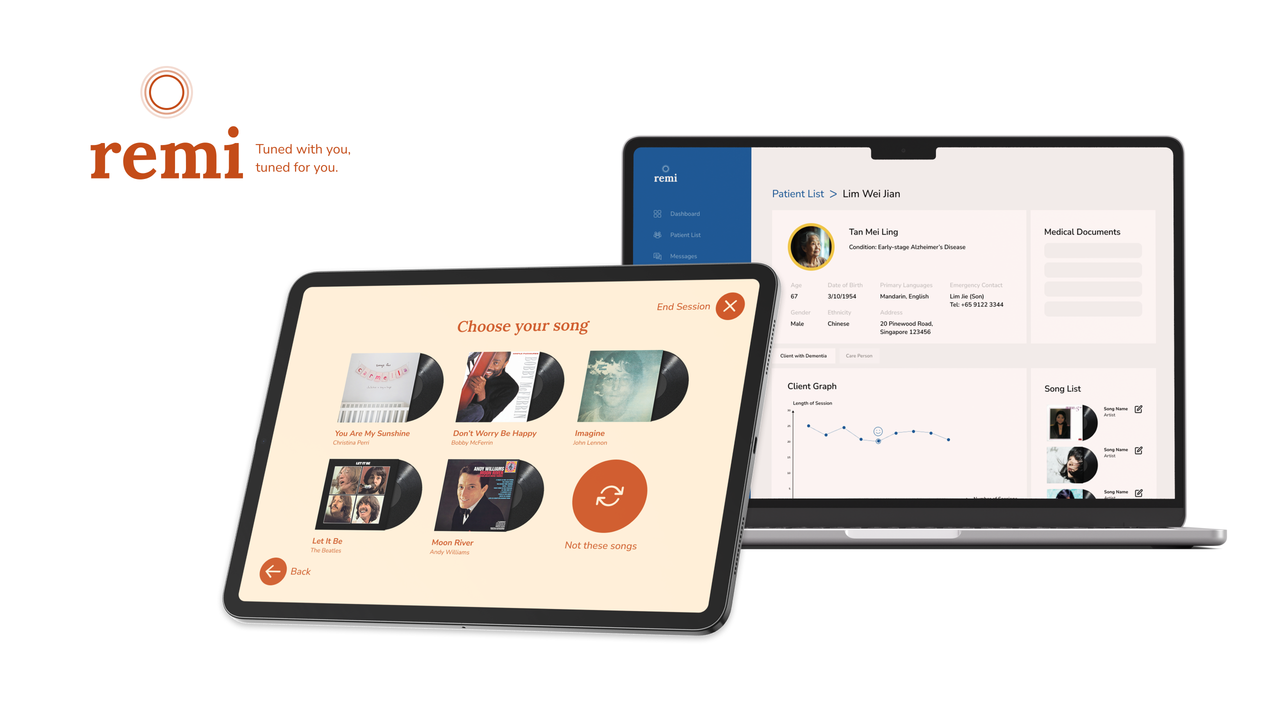 remi
Tuned with you,
tuned for you.
End Session
Choose your song
You Are My Sunshine
Christina Perri
Don't Worry Be Happy
Bobby McFerrin
Imagine
John Lennon
LET IT BE
Let It Be
The Beatles
ANDY WILLIAMS
MOON RIVER
Moon River
Andy Williams
Not these songs
Back
remi
Dashboard
Patient List
Messages
Patient List > Lim Wei Jian
Tan Mei Ling
Condition: Early-stage Alzheimer's Disease
Age
67
Date of Birth
3/10/1954
Primary Languages
Mandarin, English
Emergency Contact
Lim Jie (Son)
Tel: +65 9122 3344
Gender
Male
Ethnicity
Chinese
Address
20 Pinewood Road,
Singapore 123456
Medical Documents
Client with Dementia
Care Person
Client Graph
Length of Session
Song List
Song Name
Artist
Song Name
Artist
Song Name
Artist